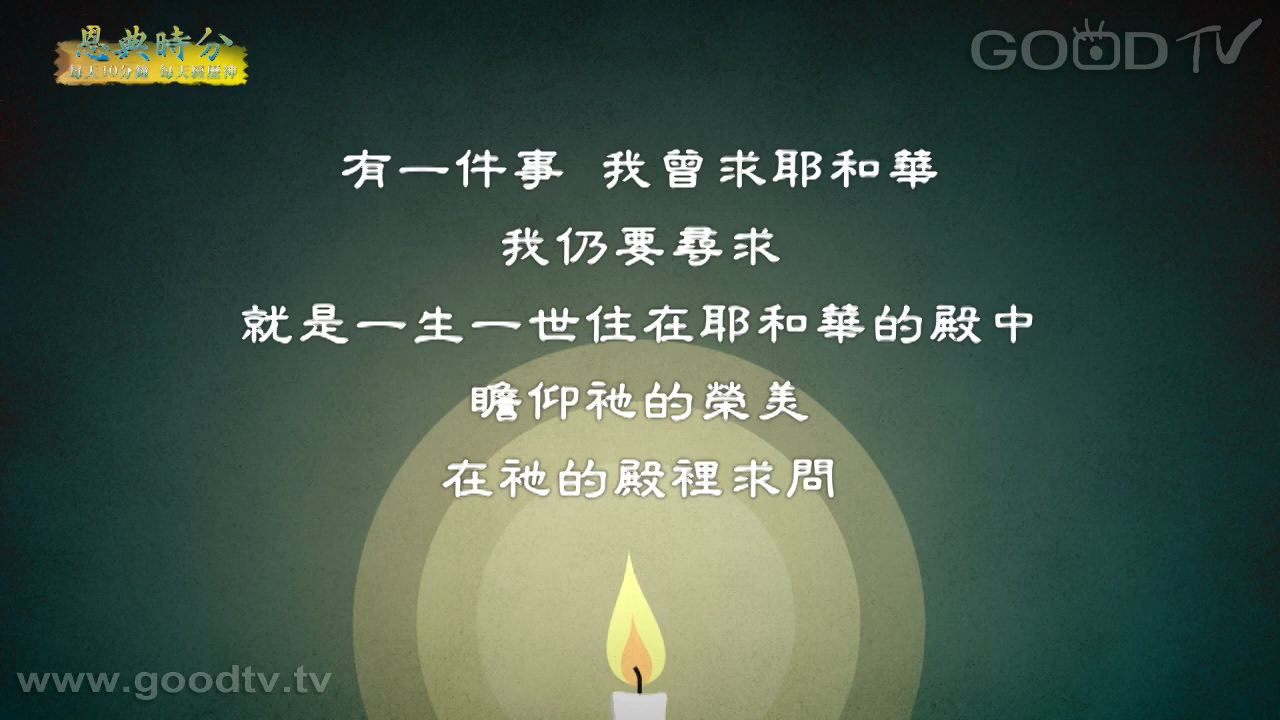 恩典時分
每天10分鐘 每天經歷神
GOOD TV
有一件事 我曾求耶和華
我仍要尋求
就是一生一世住在耶和華的殿中
瞻仰祂的榮美
在祂的殿裡求問
www.goodtv.tv